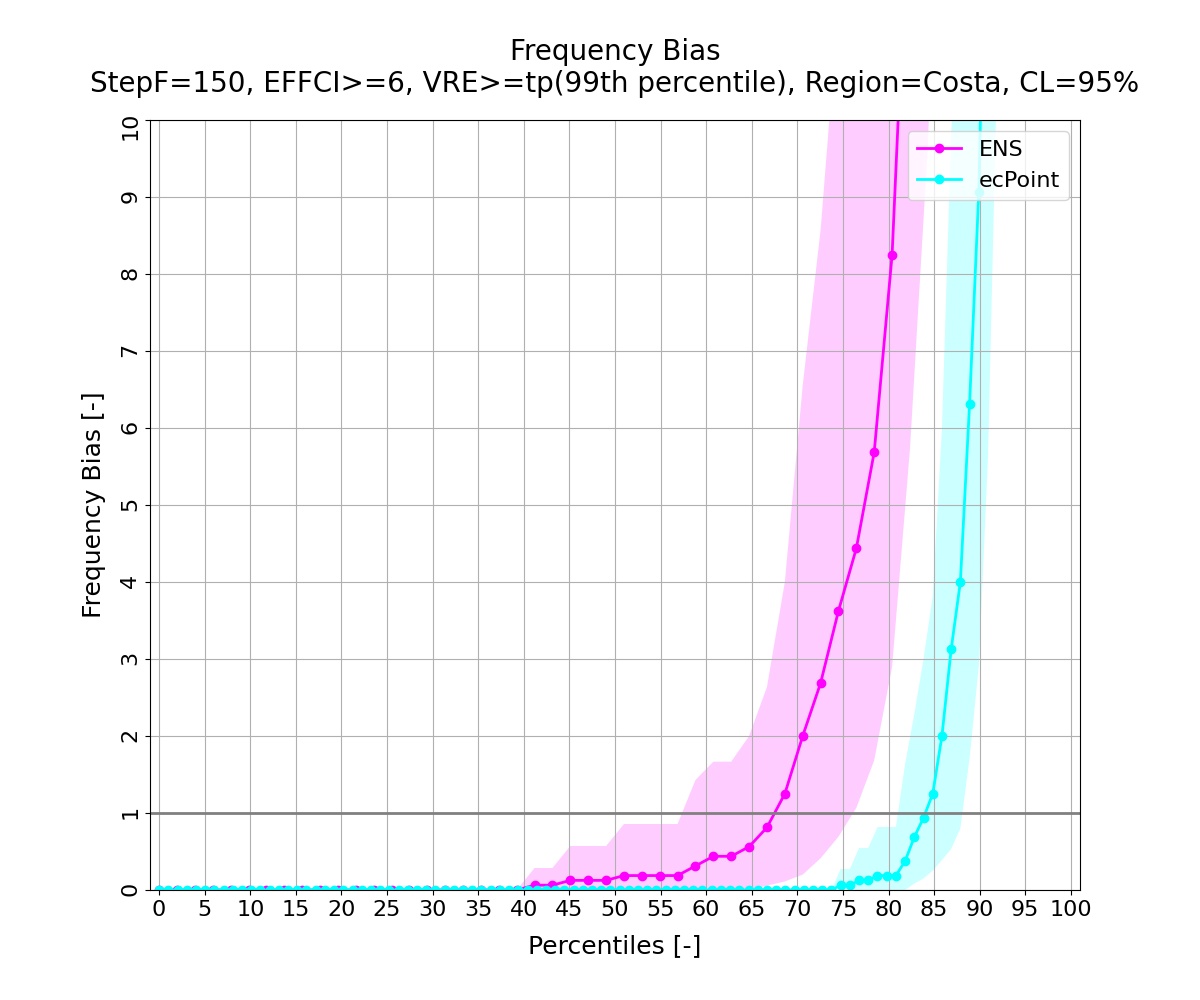 Frequency Bias
StepF=150, EFFCI>=6, VRE>=tp(99th percentile), Region=Costa, CL=95%
10
9
8
7
6
5
4
3
2
1
0
Frequency Bias [-]
ENS
ecPoint
0 5 10 15 20 25 30 35 40 45 50 55 60 65 70 75 80 85 90 95 100
Percentiles [-]